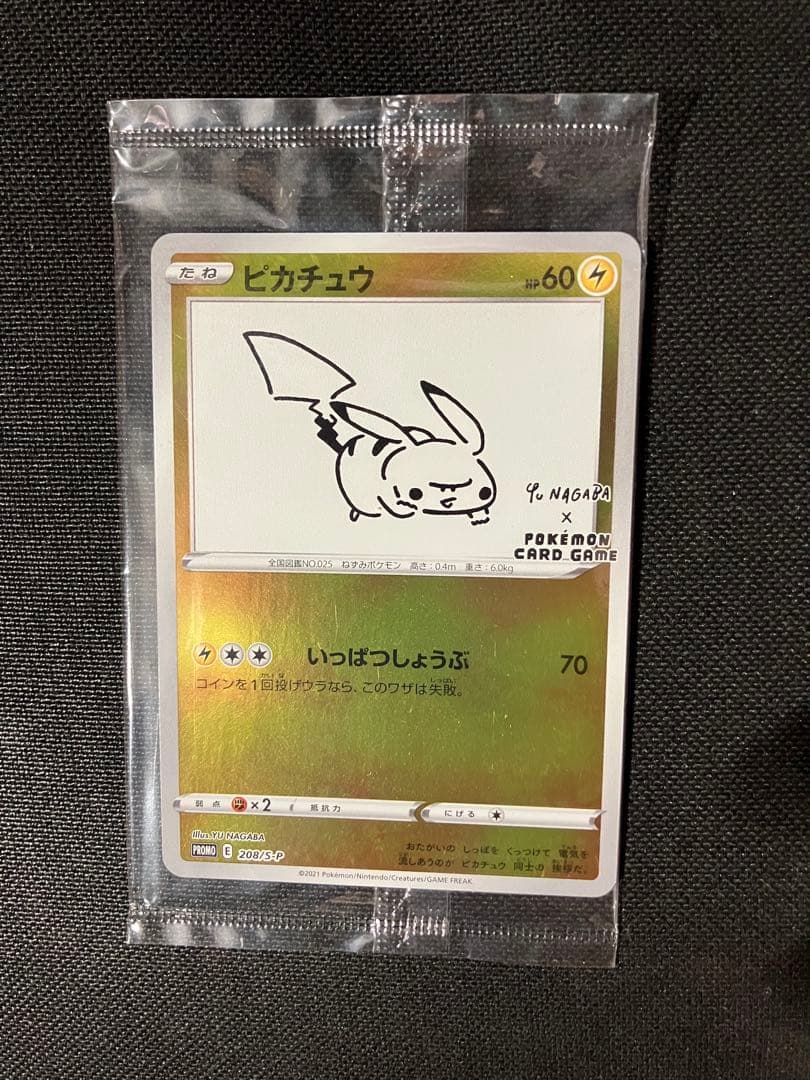 たね ピカチュウ HP60
Yu NAGABA
×
POKÉMON
CARD GAME
全国図鑑NO.025 ねずみポケモン 高さ:0.4m 重さ:6.0kg
いっぱつしょうぶ 70
コインを1回投げウラなら、このワザは失敗。
弱点 ×2 抵抗力 にげる
Illus.YU NAGABA
PROMO E 208/S-P
おたがいの しっぽを くっつけて 電気を
流しあうのが ピカチュウ 同士の 挨拶だ。
©2021 Pokémon/Nintendo/Creatures/GAME FREAK.